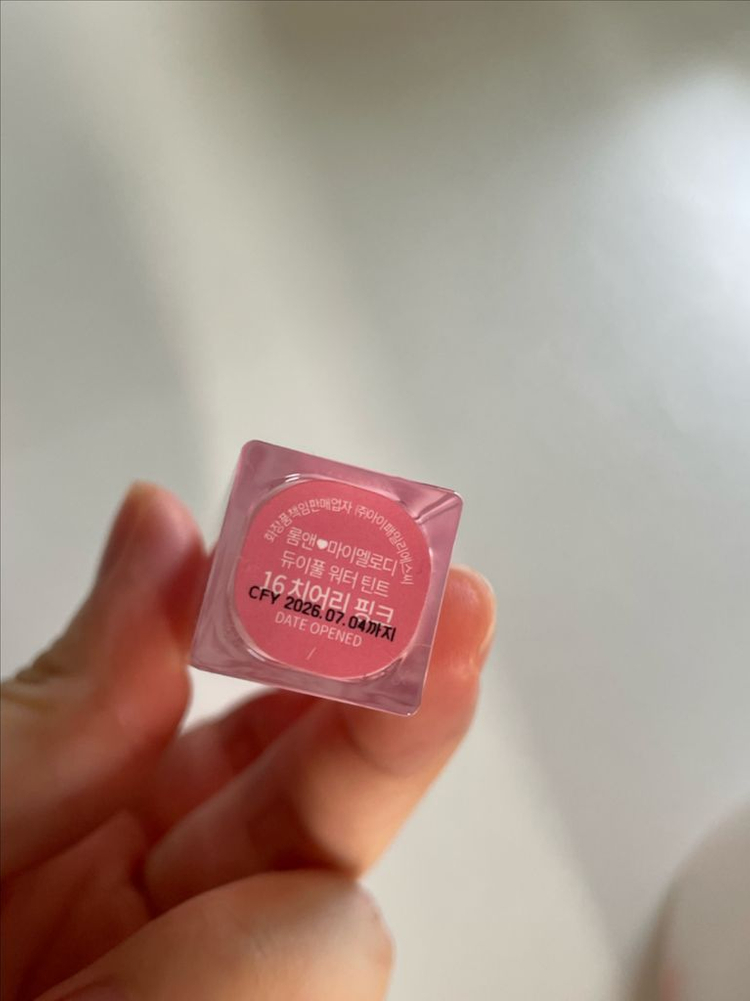 화장품책임판매업자 ㈜아이패밀리에스씨
롬앤♥마이멜로디
듀이풀 워터 틴트
16 치어리 핑크
CFY 2026.07.04까지
DATE OPENED
/